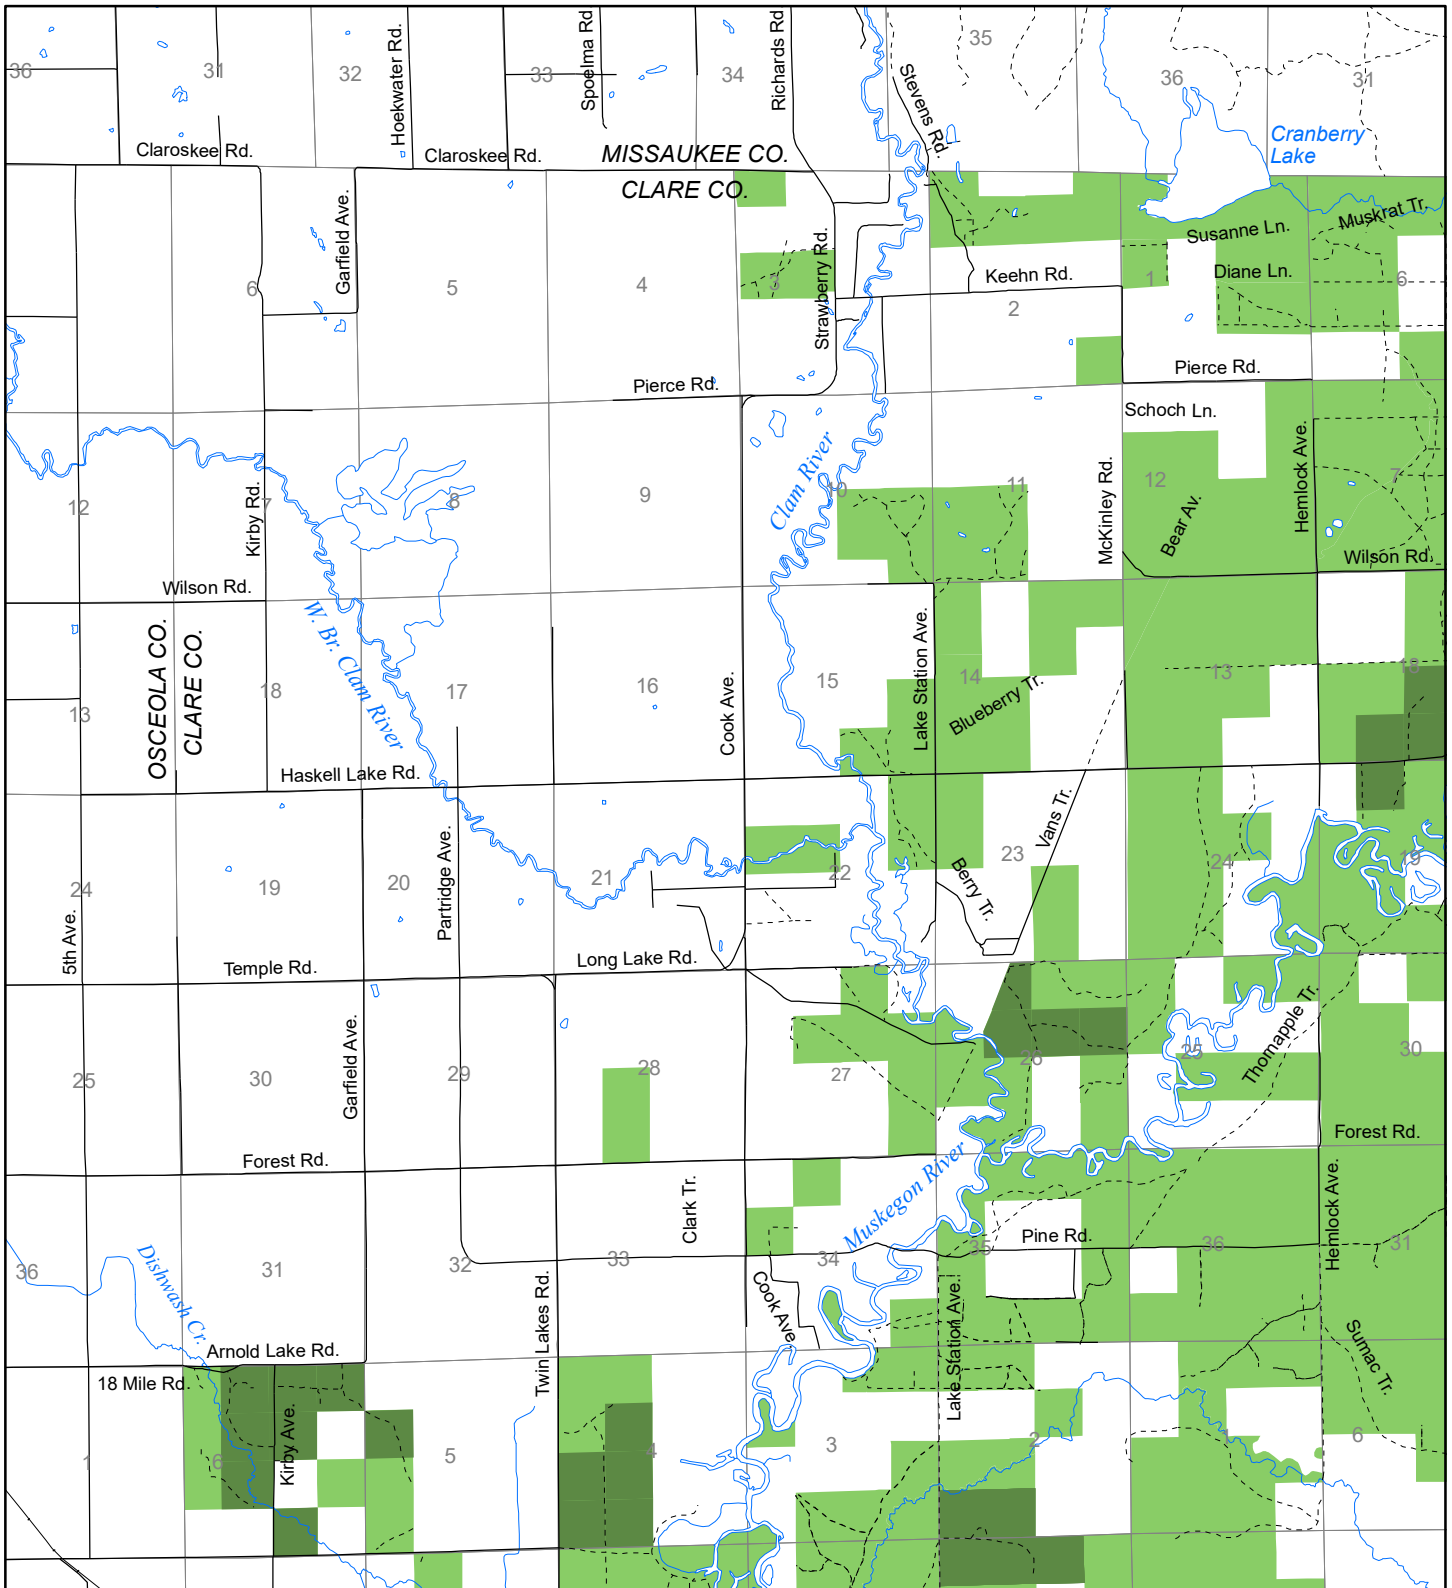 36
31
32
Hoekwater Rd.
33
Spoelma Rd
34
Richards Rd
35
Stevens Rd.
36
31
Cranberry
Lake
Claroskee Rd.
Claroskee Rd.
MISSAUKEE CO.
CLARE CO.
Garfield Ave.
6
5
4
3
Strawberry Rd.
Keehn Rd.
2
1
Susanne Ln.
Muskrat Tr.
Diane Ln.
6
Pierce Rd.
Pierce Rd.
Schoch Ln.
12
Kirby Rd.
7
8
9
Clam River
10
11
McKinley Rd.
12
Bear Av.
Hemlock Ave.
7
Wilson Rd.
Wilson Rd.
OSCEOLA CO.
CLARE CO.
W. Br. Clam River
13
18
17
16
Cook Ave.
15
Lake Station Ave.
14
Blueberry Tr.
13
18
Haskell Lake Rd.
24
5th Ave.
19
20
Partridge Ave.
21
22
Berry Tr.
23
Vans Tr.
24
19
Temple Rd.
Long Lake Rd.
25
30
Garfield Ave.
29
28
27
26
25
Thornapple Tr.
30
Forest Rd.
Forest Rd.
Muskegon River
36
Dishwash Cr.
31
32
33
Clark Tr.
34
35
Pine Rd.
36
Hemlock Ave.
31
Cook Ave.
Twin Lakes Rd.
Lake Station Ave.
Sumac Tr.
Arnold Lake Rd.
18 Mile Rd.
1
6
Kirby Ave.
5
4
3
2
1
6